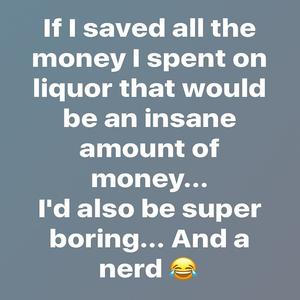 If I saved all the
money I spent on
liquor that would
be an insane
amount of
money...
I'd also be super
boring... And a
nerd 😂